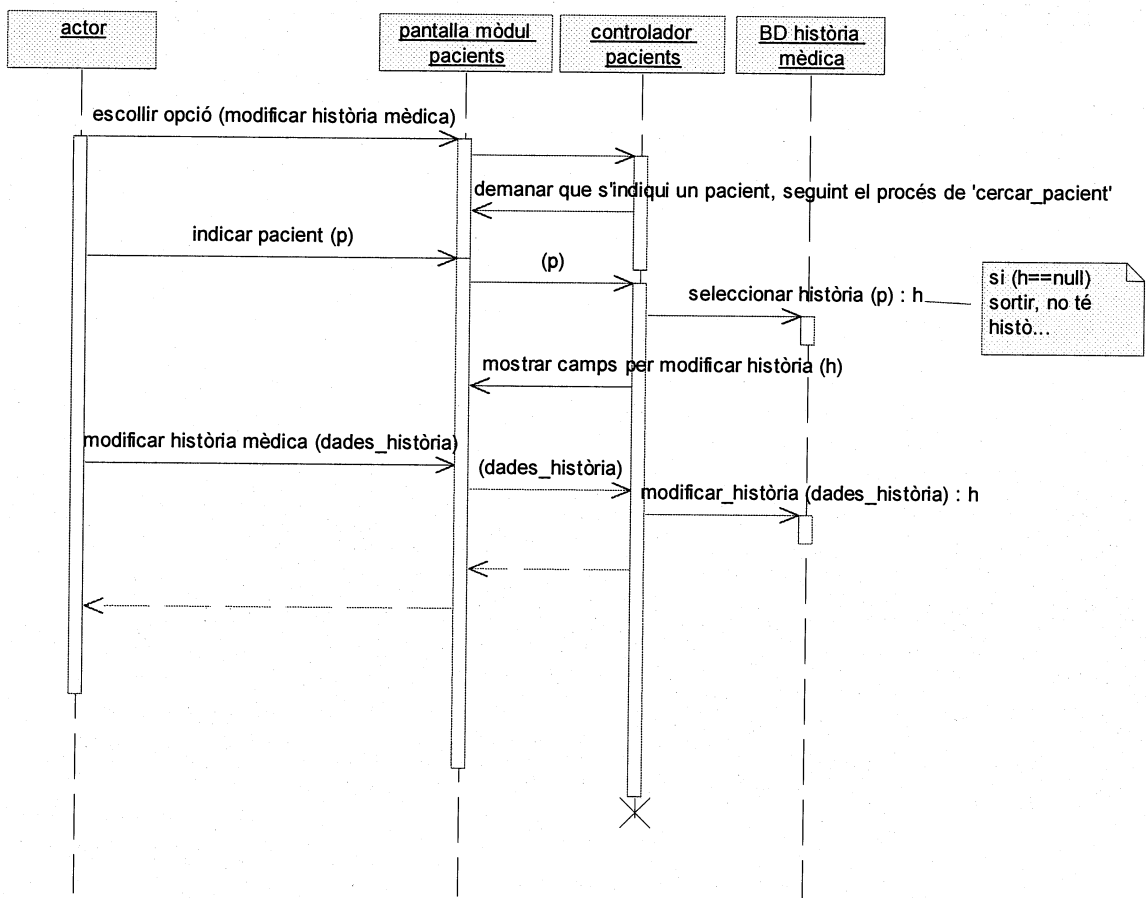 actor
pantalla mòdul
pacients
controlador
pacients
BD història
mèdica
escollir opció (modificar història mèdica)
demanar que s'indiqui un pacient, seguint el procés de 'cercar_pacient'
indicar pacient (p)
(p)
seleccionar història (p) : h
si (h==null)
sortir, no té
histò...
mostrar camps per modificar història (h)
modificar història mèdica (dades_història)
(dades_història)
modificar_història (dades_història) : h